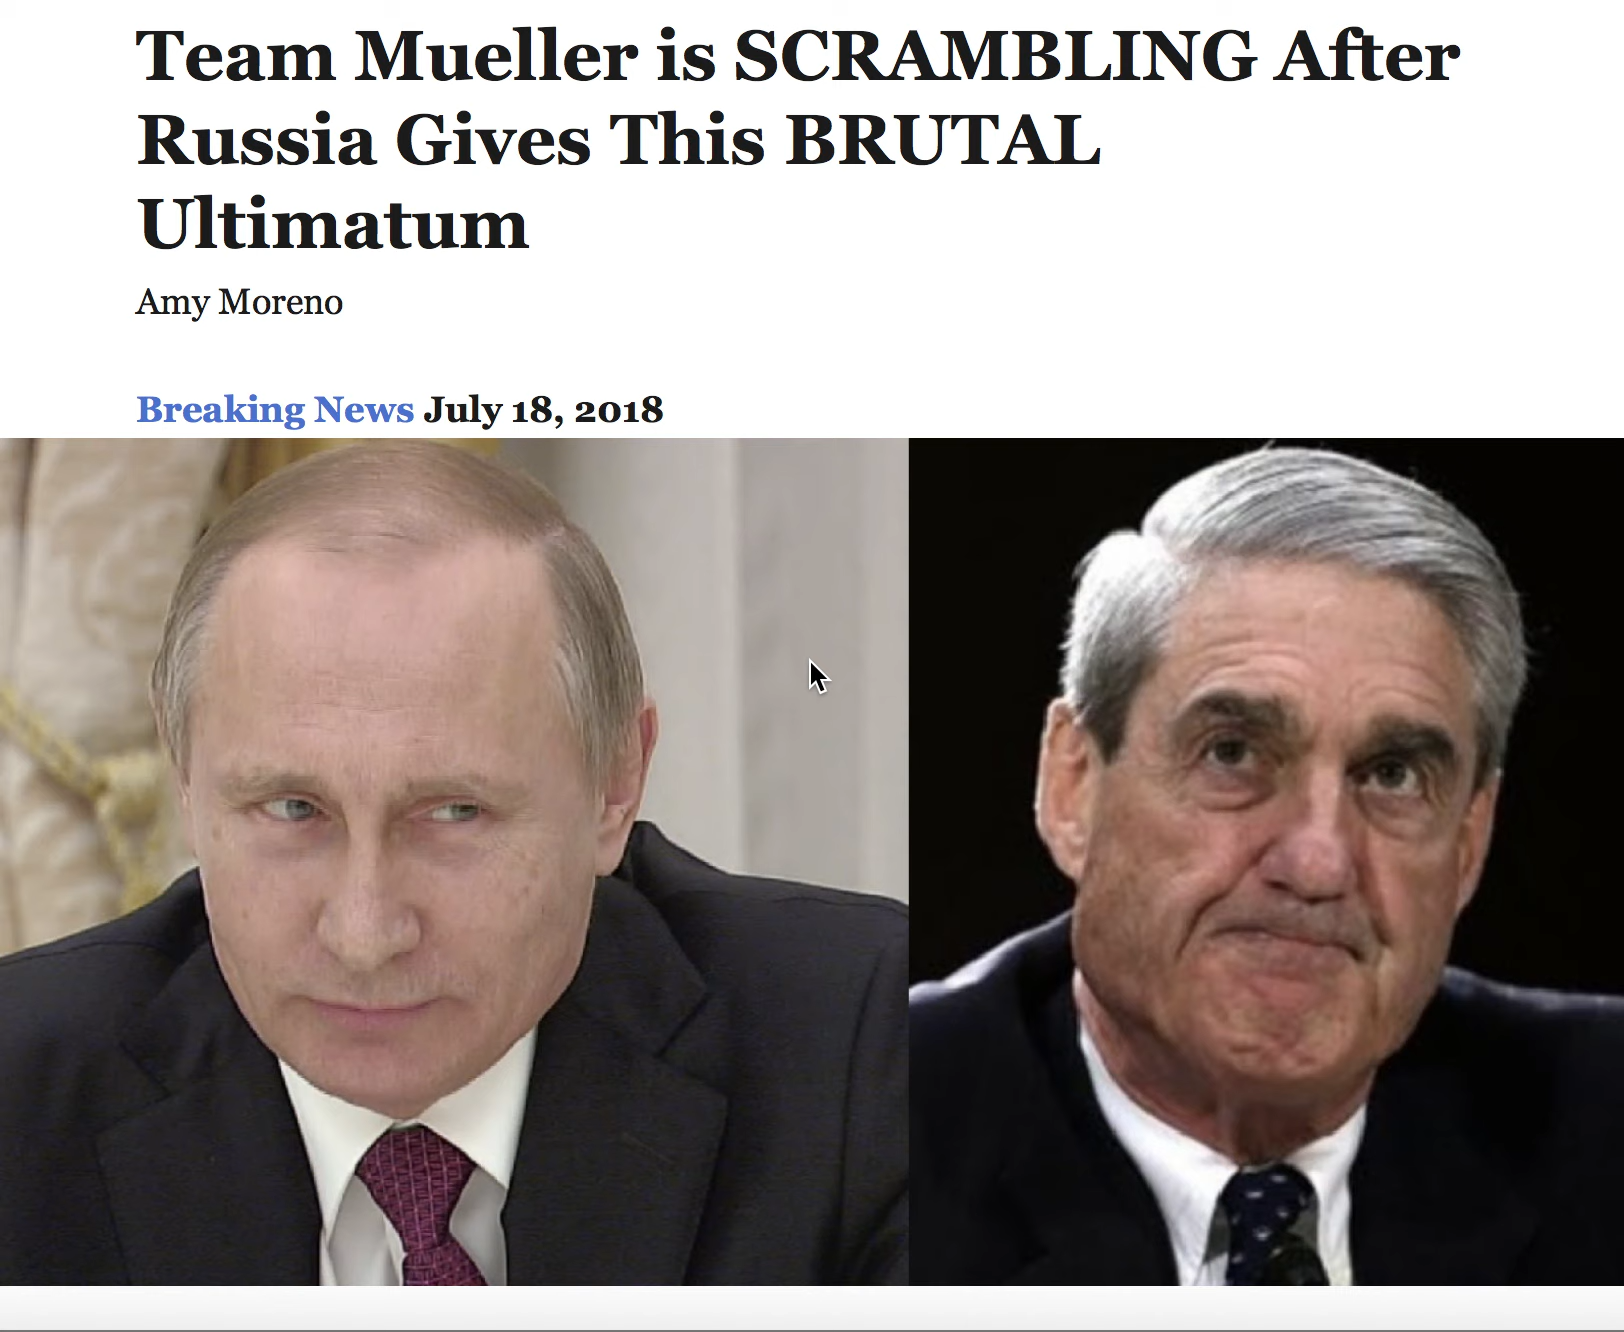 Team Mueller is SCRAMBLING After
Russia Gives This BRUTAL
Ultimatum
Amy Moreno
Breaking News July 18, 2018